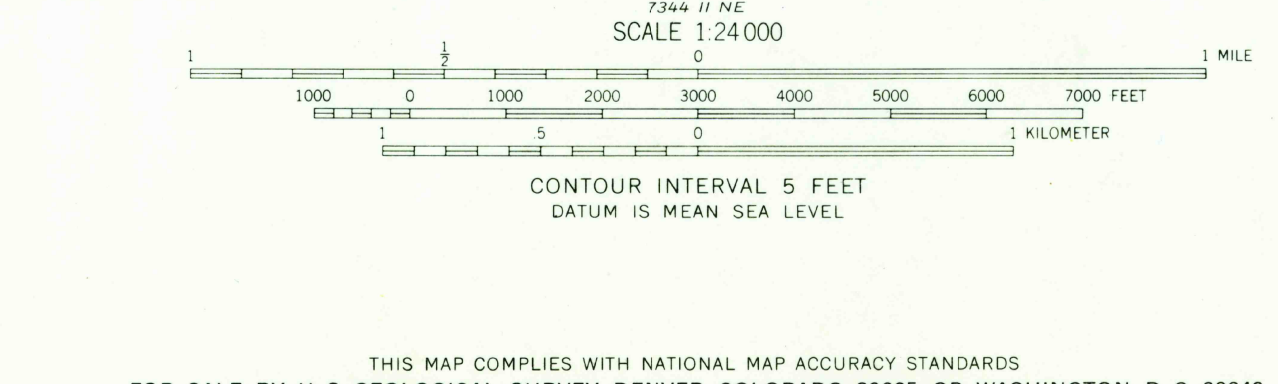 7344 II NE
SCALE 1:24 000
1 1/2 0 1 MILE
1000 0 1000 2000 3000 4000 5000 6000 7000 FEET
1 .5 0 1 KILOMETER
CONTOUR INTERVAL 5 FEET
DATUM IS MEAN SEA LEVEL
THIS MAP COMPLIES WITH NATIONAL MAP ACCURACY STANDARDS